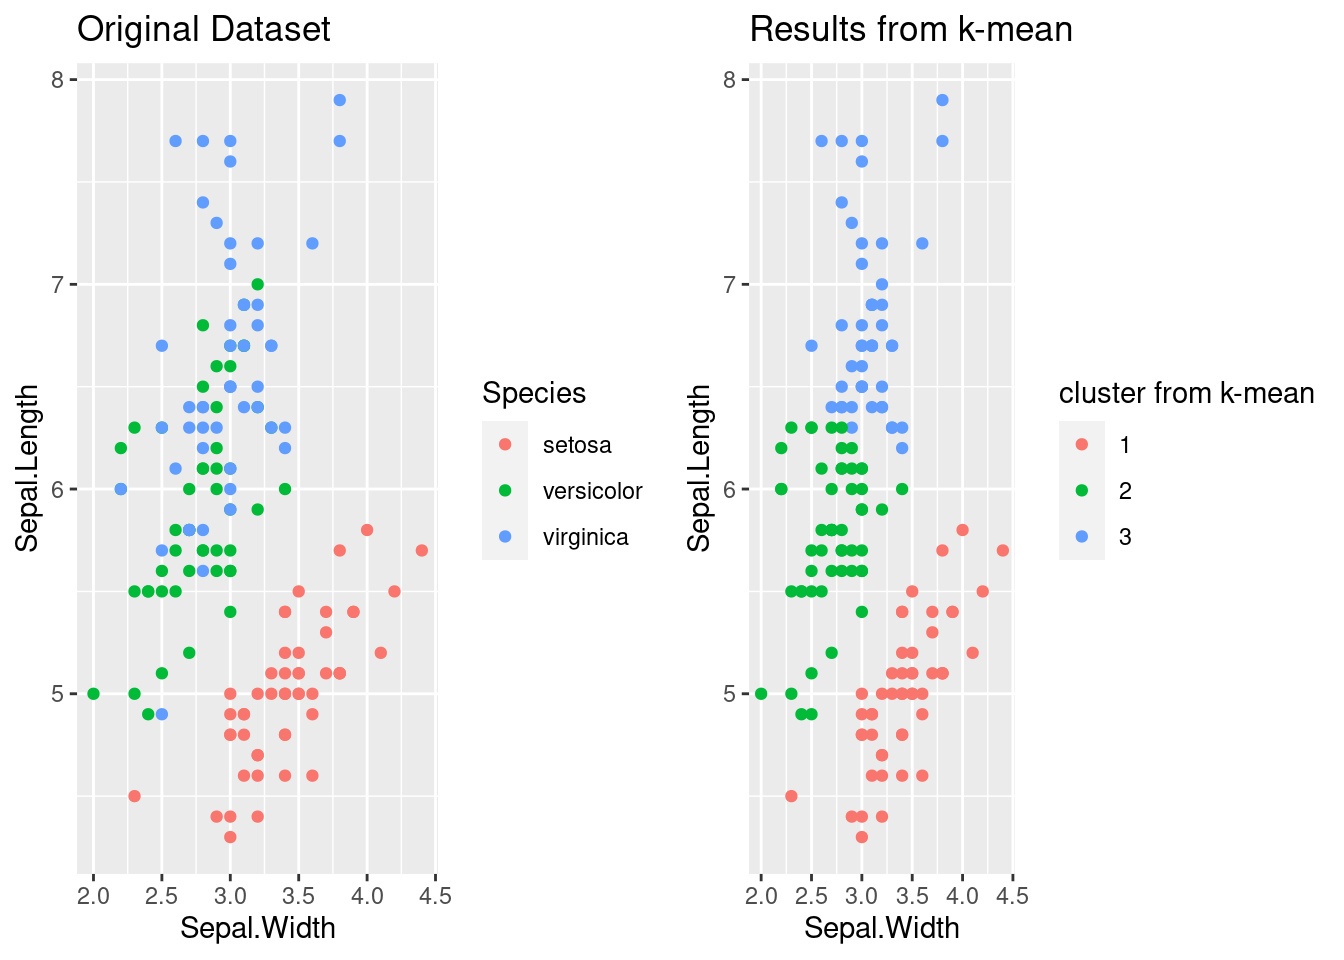 Original Dataset
8
7
6
5
Sepal.Length
2.0 2.5 3.0 3.5 4.0 4.5
Sepal.Width
Species
setosa
versicolor
virginica
Results from k-mean
8
7
6
5
Sepal.Length
2.0 2.5 3.0 3.5 4.0 4.5
Sepal.Width
cluster from k-mean
1
2
3